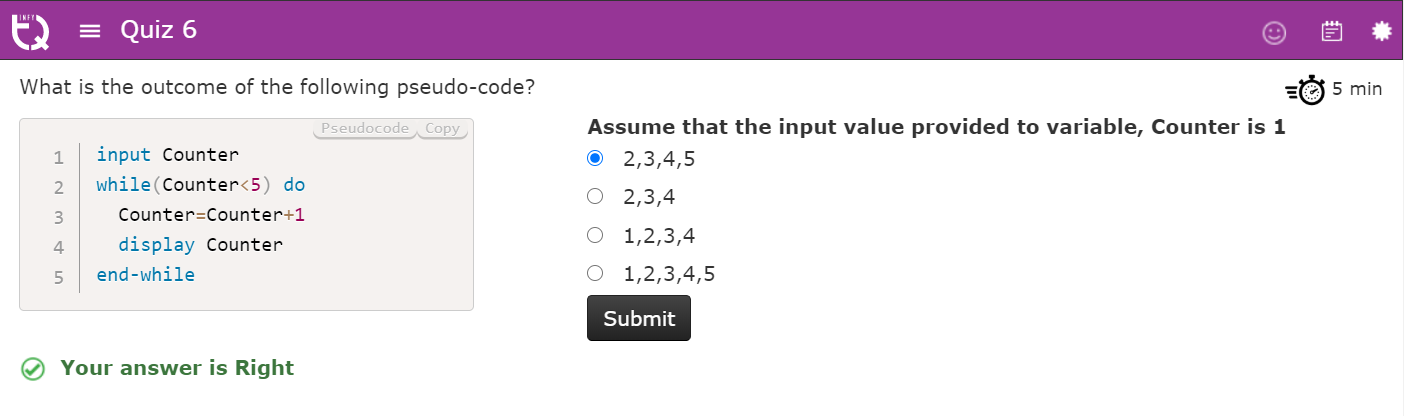 INFY
TQ
Quiz 6
What is the outcome of the following pseudo-code?
5 min
Pseudocode Copy
1 input Counter
2 while(Counter<5) do
3 Counter=Counter+1
4 display Counter
5 end-while
Assume that the input value provided to variable, Counter is 1
2,3,4,5
2,3,4
1,2,3,4
1,2,3,4,5
Submit
Your answer is Right